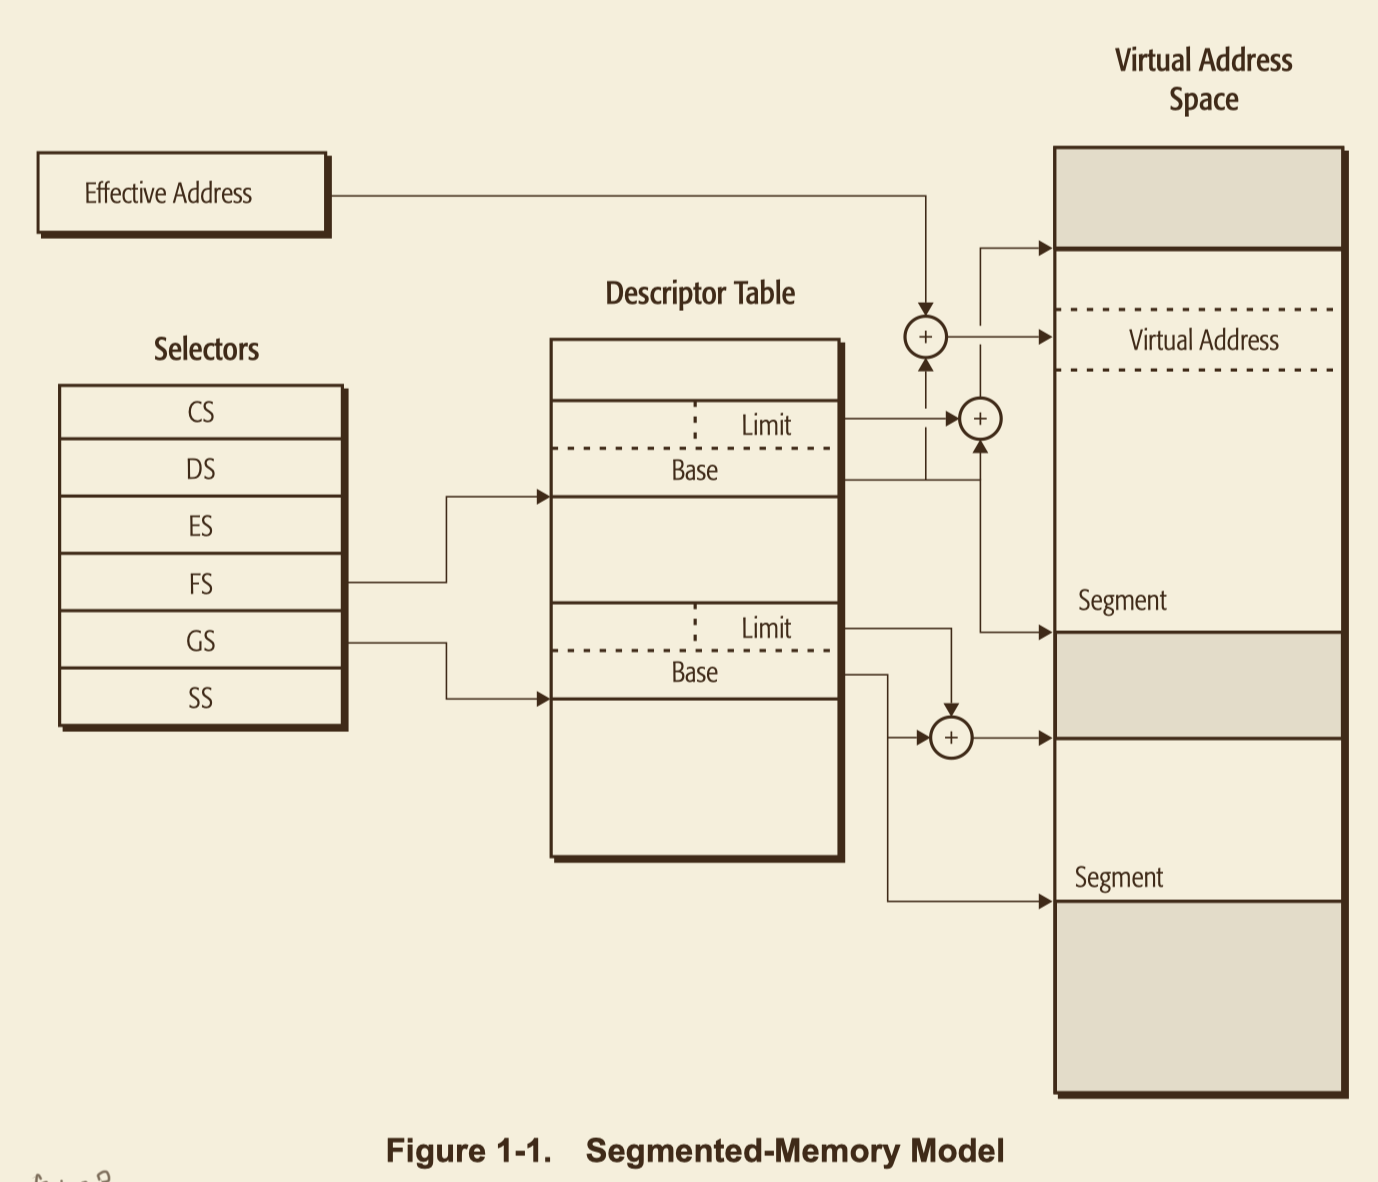 Virtual Address
Space
Effective Address
Descriptor Table
Selectors
CS
DS
ES
FS
GS
SS
Limit
Base
Limit
Base
+
+
+
Virtual Address
Segment
Segment
Figure 1-1. Segmented-Memory Model